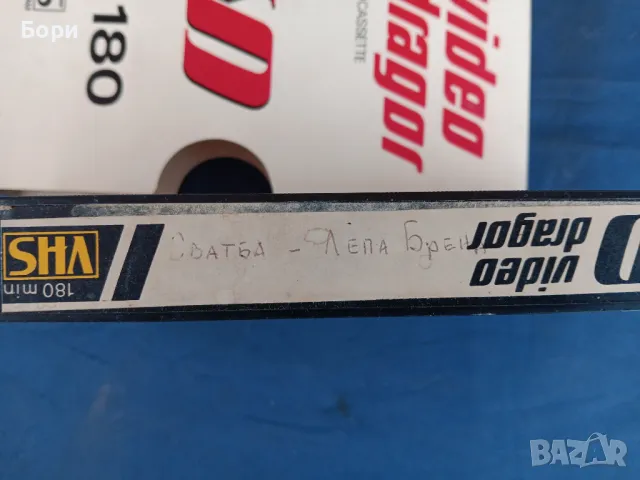 Бори
180
CASSETTE
video
dragor
VHS
180 min
Сватба - Лепа Брена
video
dragor
BAZAR